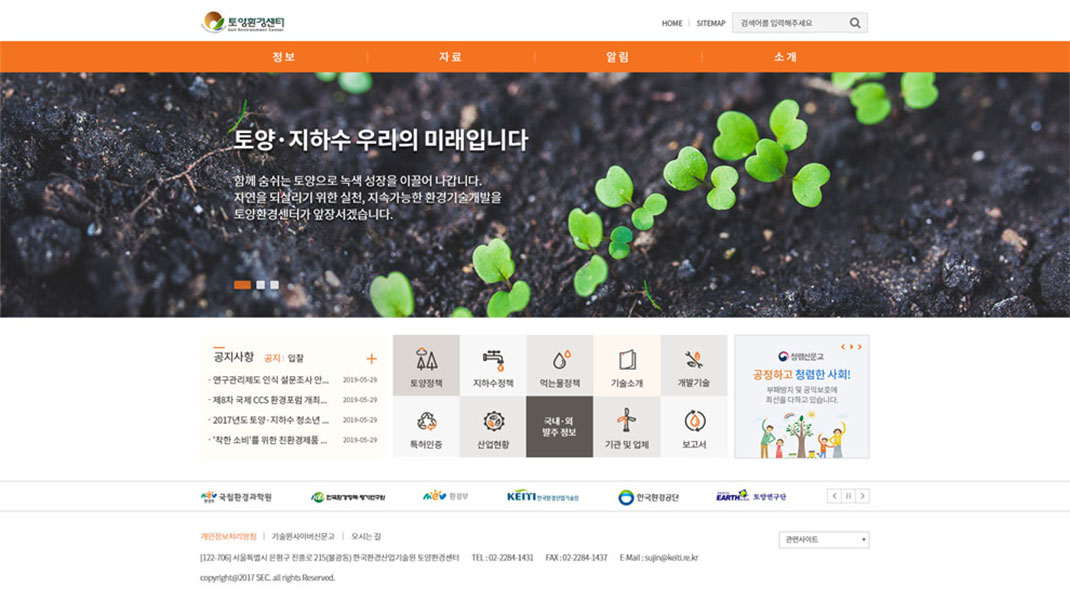 토양환경센터
Soil Environment Center
HOME | SITEMAP
검색어를 입력해주세요
정보
자료
알림
소개
토양·지하수 우리의 미래입니다
함께 숨쉬는 토양으로 녹색 성장을 이끌어 나갑니다.
자연을 되살리기 위한 실천, 지속가능한 환경기술개발을
토양환경센터가 앞장서겠습니다.
공지사항 공지 | 입찰
· 연구관리제도 인식 설문조사 안... 2019-05-29
· 제8차 국제 CCS 환경포럼 개최... 2019-05-29
· 2017년도 토양·지하수 청소년 ... 2019-05-29
· '착한 소비'를 위한 친환경제품 ... 2019-05-29
토양정책
지하수정책
먹는물정책
기술소개
개발기술
특허인증
산업현황
국내·외
발주 정보
기관 및 업체
보고서
청렴신문고
공정하고 청렴한 사회!
부패방지 및 공익보호에
최선을 다하고 있습니다.
환경부
국립환경과학원
KEI
한국환경정책·평가연구원
환경부
KEITI 한국환경산업기술원
한국환경공단
EARTH 토양연구단
개인정보처리방침 | 기술원사이버신문고 | 오시는 길
관련사이트
[122-706] 서울특별시 은평구 진흥로 215(불광동) 한국환경산업기술원 토양환경센터 TEL : 02-2284-1431 FAX : 02-2284-1437 E-Mail : sujin@keiti.re.kr
copyright@2017 SEC. all rights Reserved.